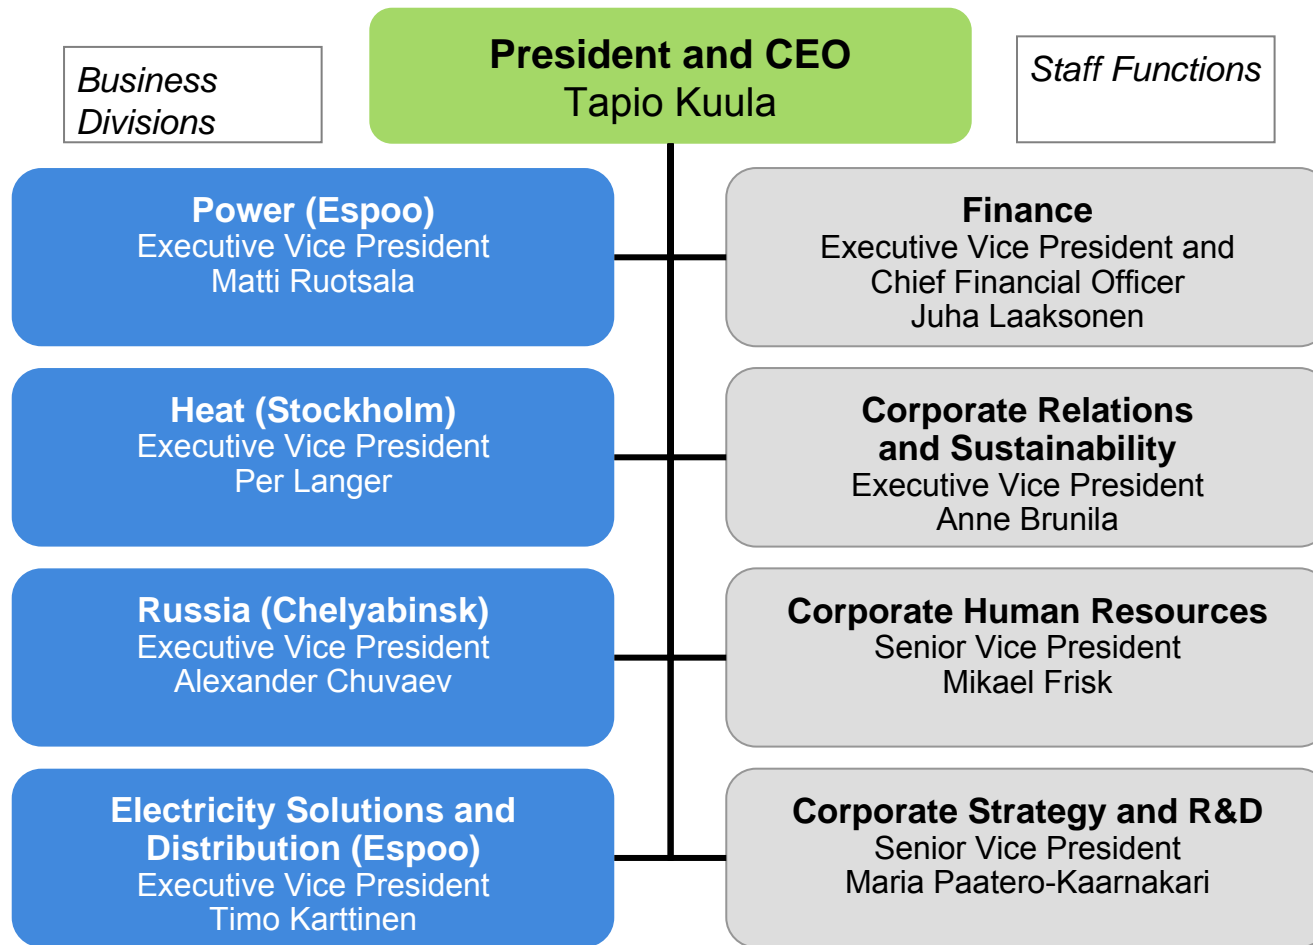 Business
Divisions
President and CEO
Tapio Kuula
Staff Functions
Power (Espoo)
Executive Vice President
Matti Ruotsala
Finance
Executive Vice President and
Chief Financial Officer
Juha Laaksonen
Heat (Stockholm)
Executive Vice President
Per Langer
Corporate Relations
and Sustainability
Executive Vice President
Anne Brunila
Russia (Chelyabinsk)
Executive Vice President
Alexander Chuvaev
Corporate Human Resources
Senior Vice President
Mikael Frisk
Electricity Solutions and
Distribution (Espoo)
Executive Vice President
Timo Karttinen
Corporate Strategy and R&D
Senior Vice President
Maria Paatero-Kaarnakari